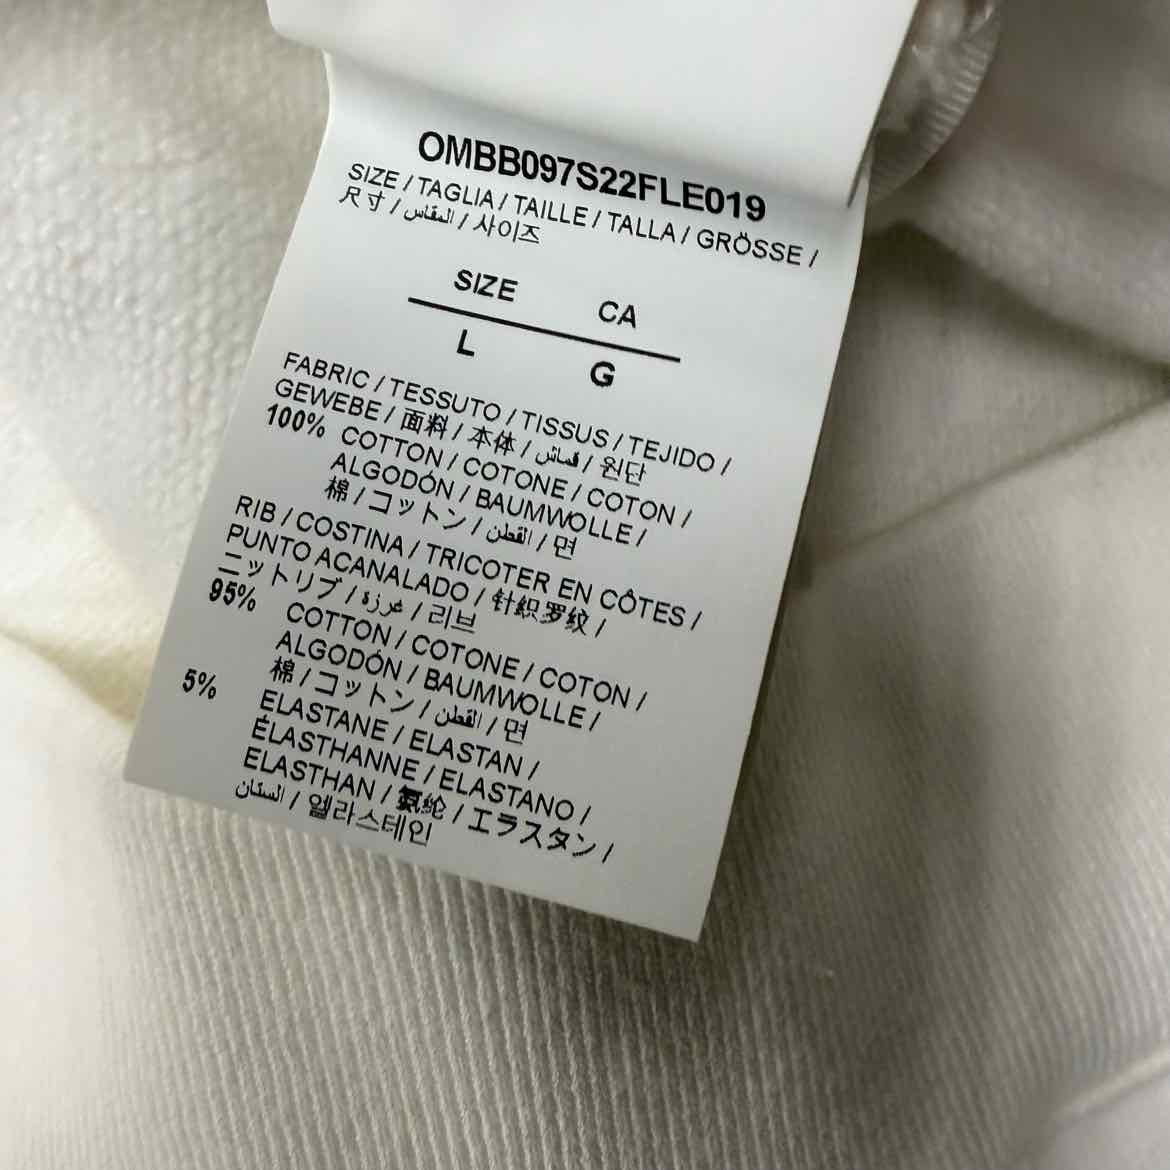 OMBB097S22FLE019
SIZE / TAGLIA / TAILLE / TALLA / GRÖSSE /
尺寸 / المقاس / 사이즈
SIZE CA
L G
FABRIC / TESSUTO / TISSUS / TEJIDO /
GEWEBE / 面料 / 本体 / قماش / 원단
100% COTTON / COTONE / COTON /
ALGODÓN / BAUMWOLLE /
棉 / コットン / القطن / 면
RIB / COSTINA / TRICOTER EN CÔTES /
PUNTO ACANALADO / 针织罗纹 /
ニットリブ / غرزة / 리브
95% COTTON / COTONE / COTON /
ALGODÓN / BAUMWOLLE /
棉 / コットン / القطن / 면
5% ELASTANE / ELASTAN /
ÉLASTHANNE / ELASTANO /
ELASTHAN / 氨纶 / エラスタン /
الستان / 엘라스테인